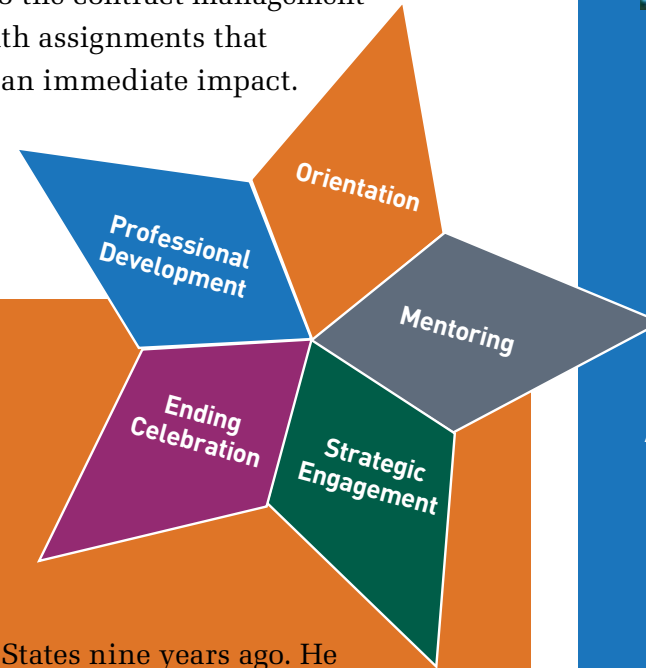 the contract management
assignments that
an immediate impact.
Orientation
Professional
Development
Mentoring
Ending
Celebration
Strategic
Engagement
States nine years ago. He